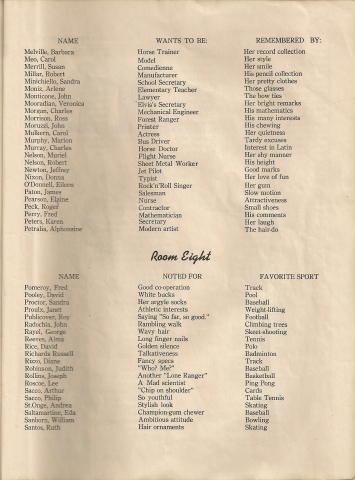 NAME WANTS TO BE: REMEMBERED BY:
Melville, Barbara Horse Trainer Her record collection
Meo, Carol Model Her style
Merrill, Susan Comedienne Her smile
Millar, Robert Manufacturer His pencil collection
Minichiello, Sandra School Secretary Her pretty clothes
Moniz, Arlene Elementary Teacher Those glasses
Monticone, John Lawyer The bow ties
Mooradian, Veronica Elvis's Secretary Her bright remarks
Morgan, Charles Mechanical Engineer His mathematics
Morrison, Ross Forest Ranger His many interests
Moruzzi, John Printer His chewing
Mulkern, Carol Actress Her quietness
Murphy, Marion Bus Driver Tardy excuses
Murray, Charles Horse Doctor Interest in Latin
Nelson, Muriel Flight Nurse Her shy manner
Nelson, Robert Sheet Metal Worker His height
Newton, Jeffrey Jet Pilot Good marks
Nixon, Donna Typist Her love of fun
O'Donnell, Eileen Rock'n'Roll Singer Her gum
Paton, James Salesman Slow motion
Pearson, Elaine Nurse Attractiveness
Peck, Roger Contractor Small shoes
Perry, Fred Mathematician His comments
Peters, Karen Secretary Her laugh
Petralia, Alphonsine Modern artist The hair-do
Room Eight
NAME NOTED FOR FAVORITE SPORT
Pomeroy, Fred Good co-operation Track
Pooley, David White bucks Pool
Proctor, Sandra Her argyle socks Baseball
Proulx, Janet Athletic interests Weight-lifting
Publicover, Roy Saying "So far, so good." Football
Radochia, John Rambling walk Climbing trees
Rayel, George Wavy hair Skeet-shooting
Reeves, Alma Long finger nails Tennis
Rice, David Golden silence Polo
Richards Russell Talkativeness Badminton
Rizzo, Diane Fancy specs Track
Robinson, Judith "Who? Me?" Baseball
Rollins, Joseph Another "Lone Ranger" Basketball
Roscoe, Lee A Mad scientist Ping Pong
Sacco, Arthur "Chip on shoulder" Cards
Sacco, Philip So youthful Table Tennis
St.Onge, Andrea Stylish look Skating
Saltamartine, Eda Champion-gum chewer Baseball
Sanborn, William Ambitious attitude Bowling
Santos, Ruth Hair ornaments Skating